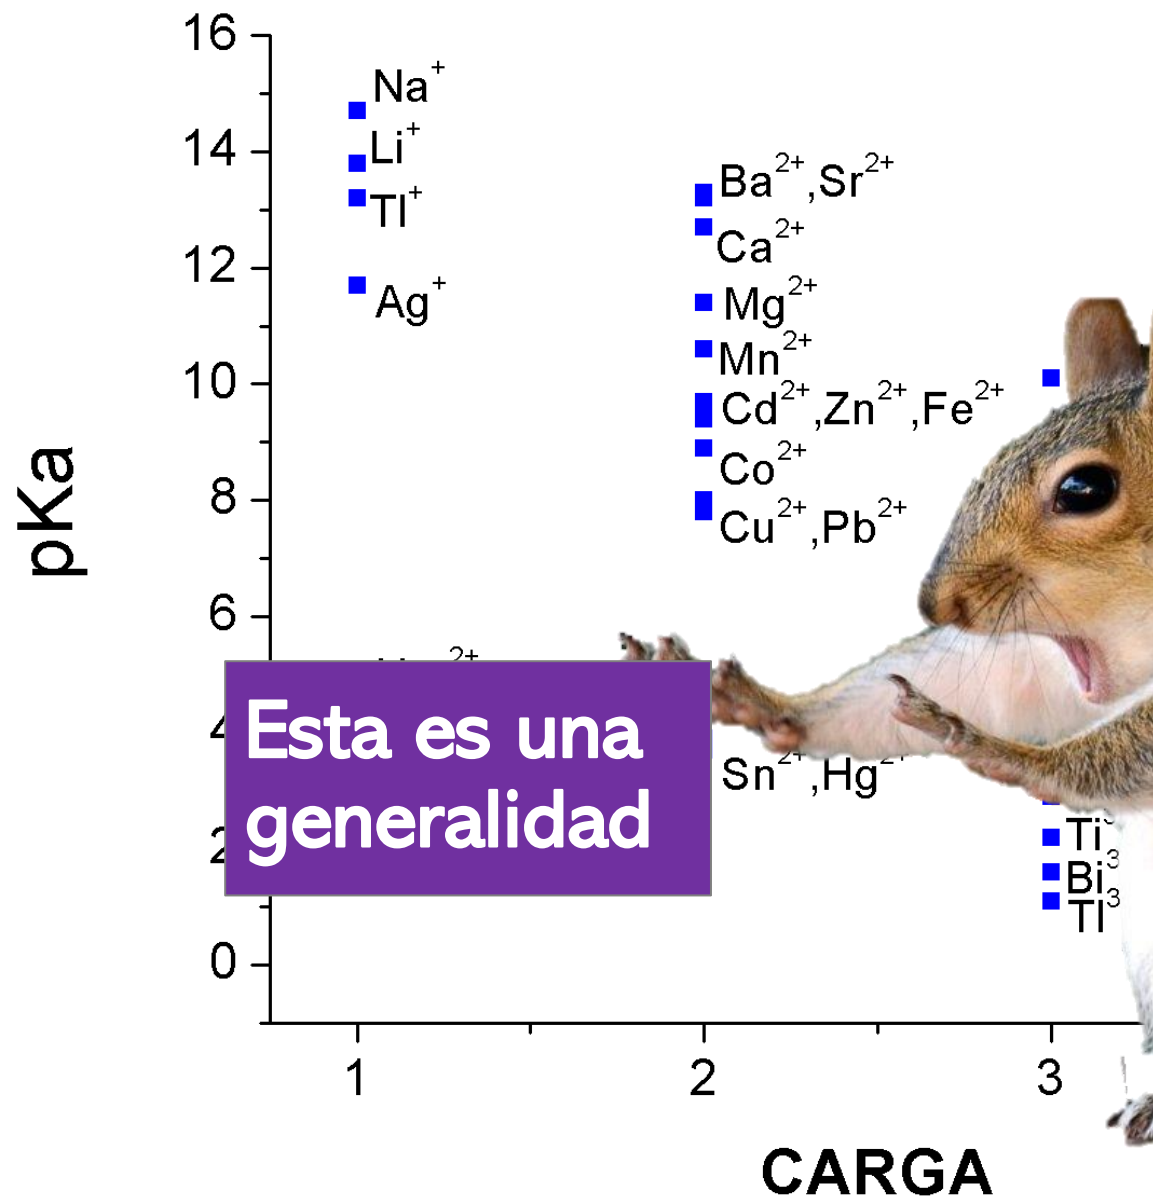 16
Na+
14
Li+
Ba2+,Sr2+
Tl+
Ca2+
12
Ag+
Mg2+
Mn2+
10
Cd2+,Zn2+,Fe2+
Co2+
8
Cu2+,Pb2+
pKa
6
2+
Esta es una
generalidad
Sn2+,Hg2+
Ti3
Bi3
Tl3
0
1
2
3
CARGA